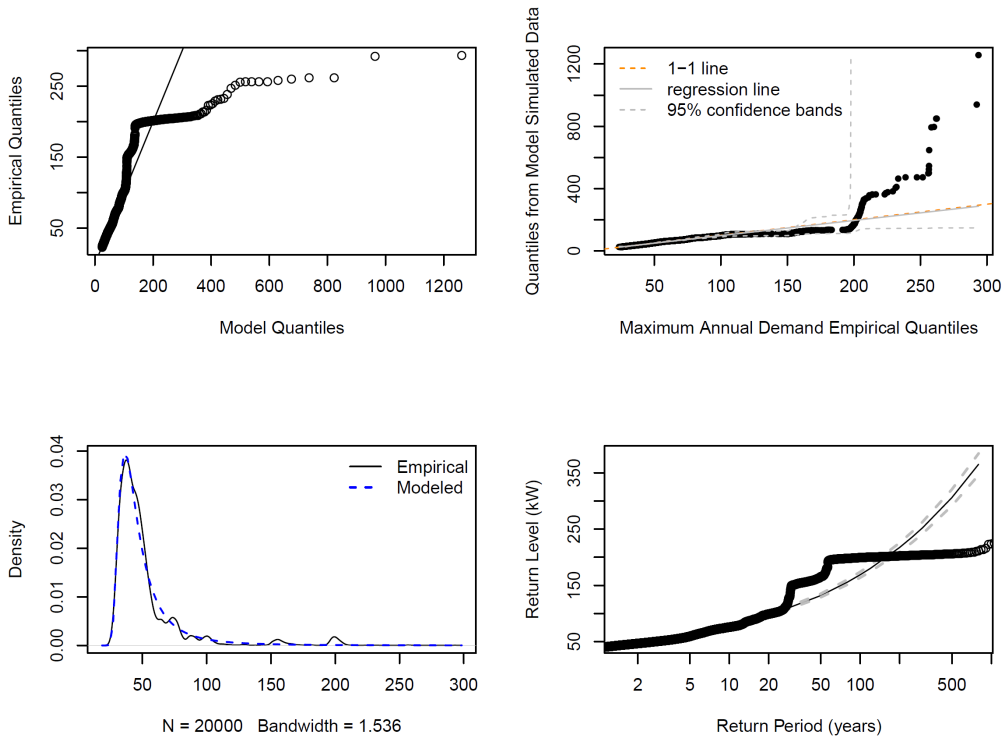 Empirical Quantiles
250
150
50
0 200 400 600 800 1000 1200
Model Quantiles
Quantiles from Model Simulated Data
1200
800
400
0
1−1 line
regression line
95% confidence bands
50 100 150 200 250 300
Maximum Annual Demand Empirical Quantiles
Density
0.04
0.03
0.02
0.01
0.00
Empirical
Modeled
50 100 150 200 250 300
N = 20000 Bandwidth = 1.536
Return Level (kW)
350
250
150
50
2 5 10 20 50 100 500
Return Period (years)